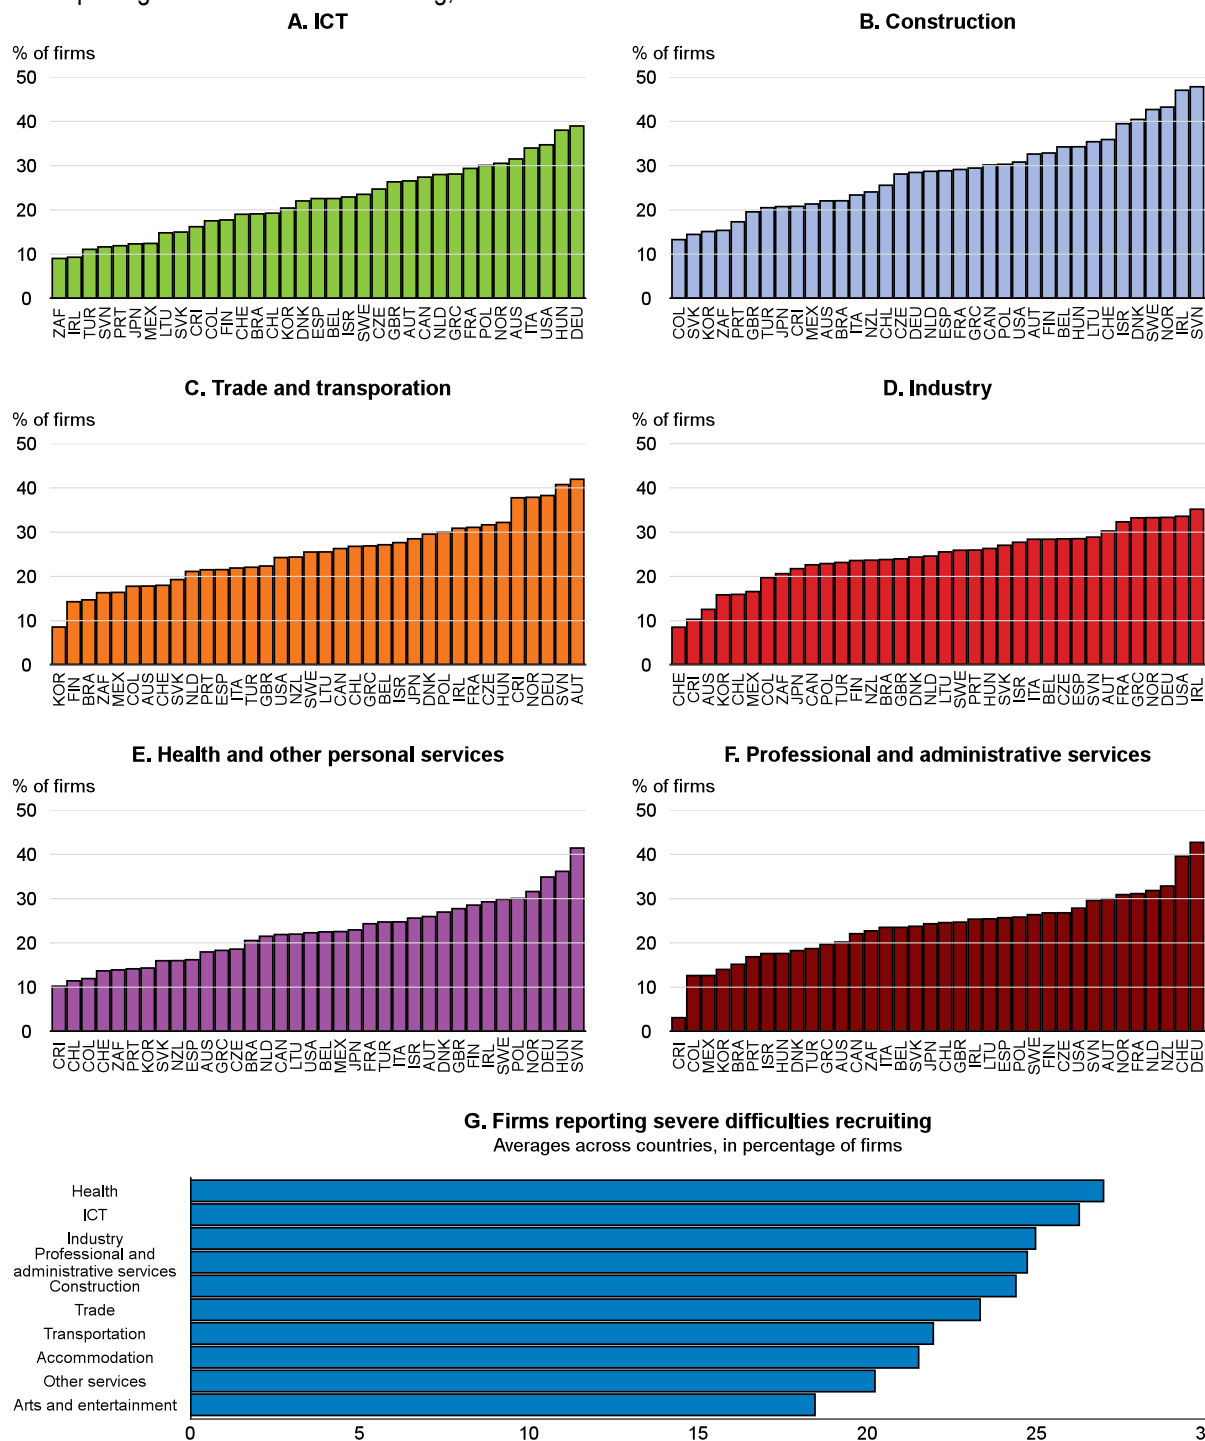 A. ICT
% of firms
50
40
30
20
10
0
ZAF IRL TUR SVN PRT JPN MEX LTU SVK CRI COL FIN CHE BRA CHL KOR DNK ESP BEL ISR SWE CZE GBR AUT CAN NLD GRC FRA POL NOR AUS ITA USA HUN DEU
B. Construction
% of firms
50
40
30
20
10
0
COL SVK KOR ZAF PRT GBR TUR JPN CRI MEX AUS BRA ITA NZL CHL CZE DEU NLD ESP FRA GRC CAN POL USA AUT FIN BEL HUN LTU CHE ISR DNK SWE NOR IRL SVN
C. Trade and transporation
% of firms
50
40
30
20
10
0
KOR FIN BRA ZAF MEX COL AUS CHE SVK NLD PRT ESP ITA TUR GBR USA NZL SWE LTU CAN CHL GRC BEL ISR JPN DNK POL IRL FRA CZE HUN CRI NOR DEU SVN AUT
D. Industry
% of firms
50
40
30
20
10
0
CHE CRI AUS KOR CHL MEX COL ZAF JPN CAN POL TUR FIN NZL BRA GBR DNK NLD LTU SWE PRT HUN SVK ISR ITA BEL CZE ESP SVN AUT FRA GRC NOR DEU USA IRL
E. Health and other personal services
% of firms
50
40
30
20
10
0
CRI CHL COL CHE ZAF PRT KOR SVK NZL ESP AUS GRC CZE BRA NLD CAN LTU USA BEL MEX JPN FRA TUR ITA ISR AUT DNK GBR FIN IRL SWE POL NOR DEU HUN SVN
F. Professional and administrative services
% of firms
50
40
30
20
10
0
CRI COL MEX KOR BRA PRT ISR HUN DNK TUR GRC AUS CAN ZAF ITA BEL SVK JPN CHL GBR IRL LTU ESP POL SWE FIN CZE USA SVN AUT NOR FRA NLD NZL CHE DEU
G. Firms reporting severe difficulties recruiting
Averages across countries, in percentage of firms
Health
ICT
Industry
Professional and
administrative services
Construction
Trade
Transportation
Accommodation
Other services
Arts and entertainment
0 5 10 15 20 25 3